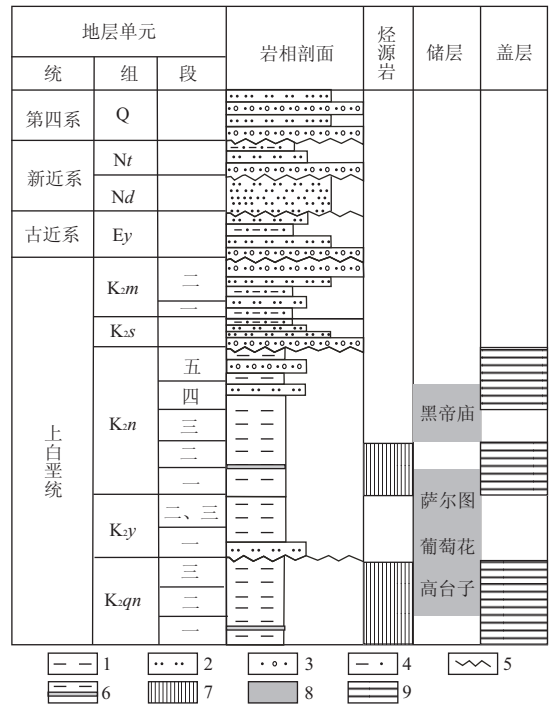 地层单元
岩相剖面
烃源岩
储层
盖层
统
组
段
第四系
Q
新近系
Nt
Nd
古近系
Ey
上白垩统
K₂m
二
一
K₂s
K₂n
五
四
三
二
一
K₂y
二、三
一
K₂qn
三
二
一
黑帝庙
萨尔图
葡萄花
高台子
1
2
3
4
5
6
7
8
9